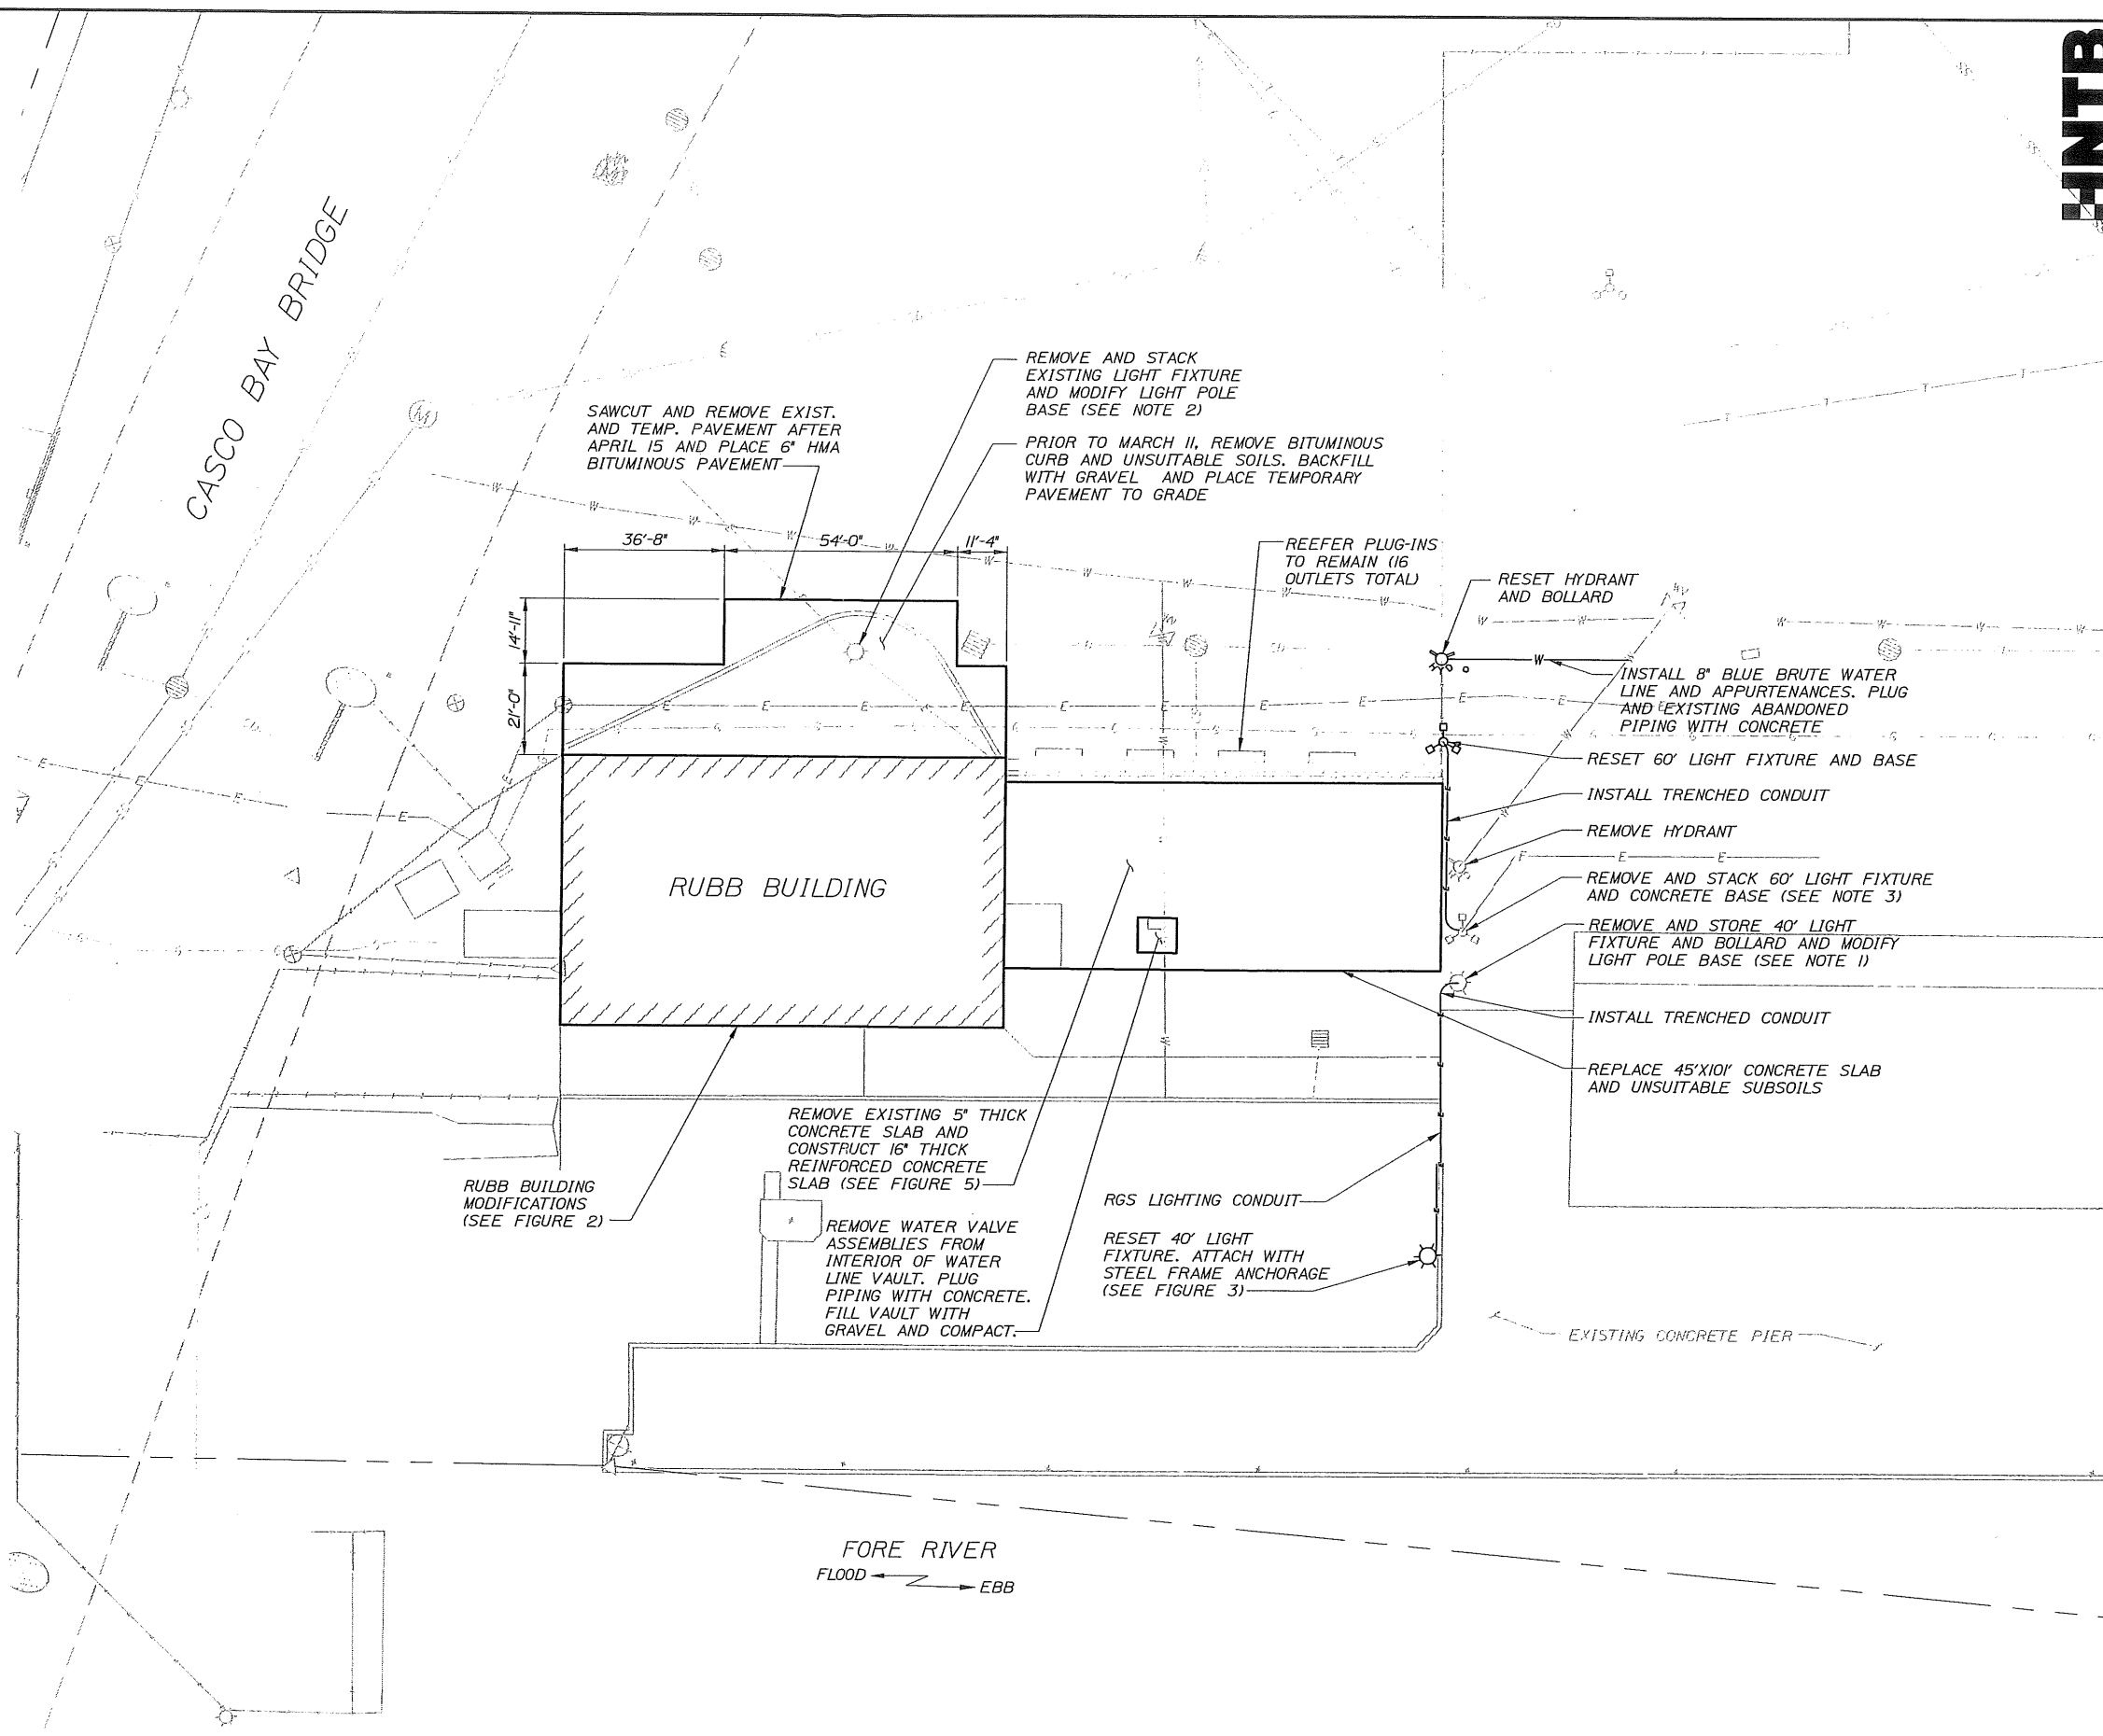 HNTB
CASCO BAY BRIDGE
REMOVE AND STACK
EXISTING LIGHT FIXTURE
AND MODIFY LIGHT POLE
BASE (SEE NOTE 2)
SAWCUT AND REMOVE EXIST.
AND TEMP. PAVEMENT AFTER
APRIL 15 AND PLACE 6" HMA
BITUMINOUS PAVEMENT
PRIOR TO MARCH 11, REMOVE BITUMINOUS
CURB AND UNSUITABLE SOILS. BACKFILL
WITH GRAVEL AND PLACE TEMPORARY
PAVEMENT TO GRADE
36'-8"
54'-0"
11'-4"
14'-11"
21'-0"
REEFER PLUG-INS
TO REMAIN (16
OUTLETS TOTAL)
RESET HYDRANT
AND BOLLARD
INSTALL 8" BLUE BRUTE WATER
LINE AND APPURTENANCES. PLUG
AND EXISTING ABANDONED
PIPING WITH CONCRETE
RESET 60' LIGHT FIXTURE AND BASE
INSTALL TRENCHED CONDUIT
REMOVE HYDRANT
REMOVE AND STACK 60' LIGHT FIXTURE
AND CONCRETE BASE (SEE NOTE 3)
REMOVE AND STORE 40' LIGHT
FIXTURE AND BOLLARD AND MODIFY
LIGHT POLE BASE (SEE NOTE 1)
INSTALL TRENCHED CONDUIT
REPLACE 45'X101' CONCRETE SLAB
AND UNSUITABLE SUBSOILS
RUBB BUILDING
REMOVE EXISTING 5" THICK
CONCRETE SLAB AND
CONSTRUCT 16" THICK
REINFORCED CONCRETE
SLAB (SEE FIGURE 5)
RUBB BUILDING
MODIFICATIONS
(SEE FIGURE 2)
REMOVE WATER VALVE
ASSEMBLIES FROM
INTERIOR OF WATER
LINE VAULT. PLUG
PIPING WITH CONCRETE.
FILL VAULT WITH
GRAVEL AND COMPACT.
RGS LIGHTING CONDUIT
RESET 40' LIGHT
FIXTURE. ATTACH WITH
STEEL FRAME ANCHORAGE
(SEE FIGURE 3)
EXISTING CONCRETE PIER
FORE RIVER
FLOOD
EBB